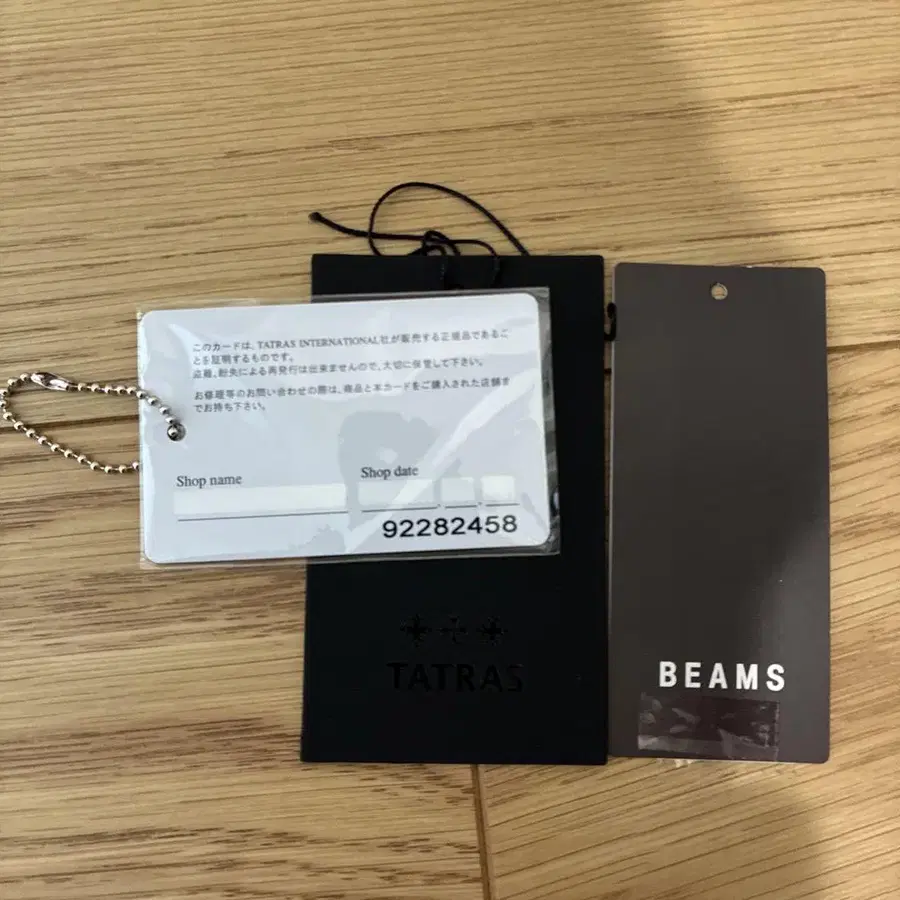 このカードは、TATRAS INTERNATIONAL社が販売する正規品であるこ
とを証明するものです。
盗難、紛失による再発行は出来ませんので、大切に保管して下さい。
お修理等のお問い合わせの際は、商品と本カードをご購入された店舗ま
でお持ち下さい。
Shop name
Shop date
92282458
TATRAS
BEAMS